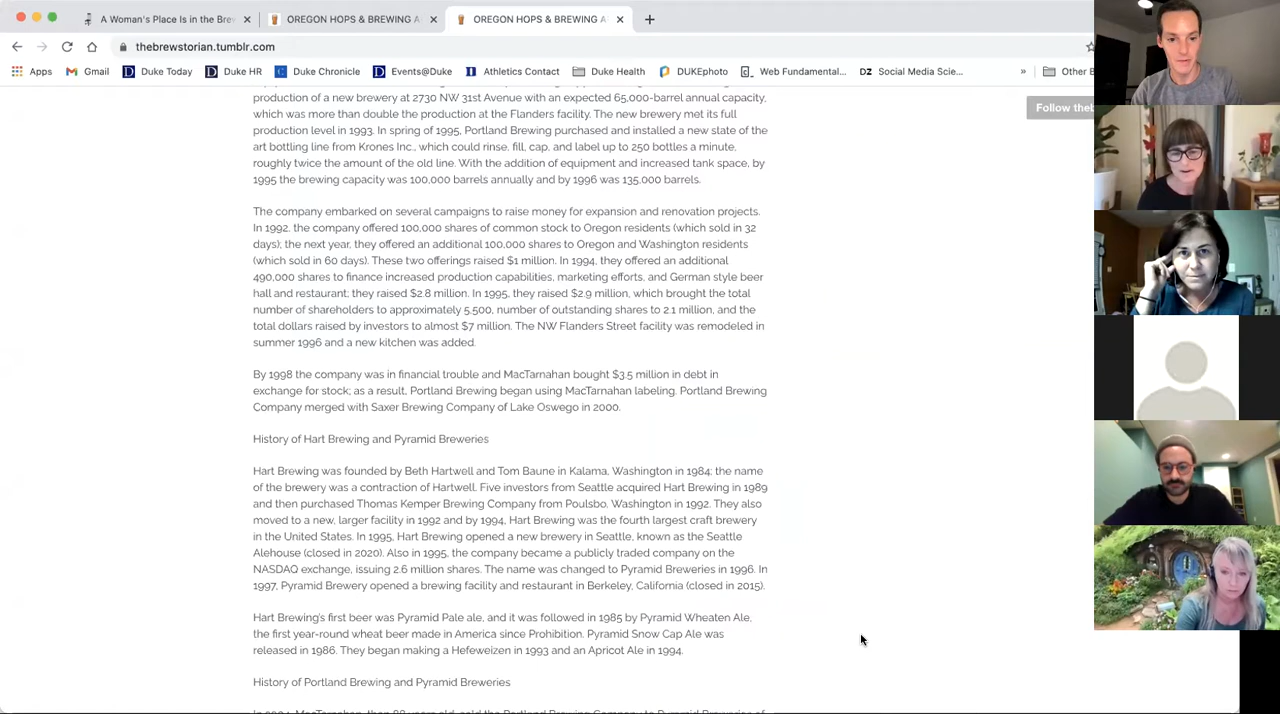 A Woman's Place Is in the Brew
OREGON HOPS & BREWING A
OREGON HOPS & BREWING A
thebrewstorian.tumblr.com
Apps
Gmail
Duke Today
Duke HR
Duke Chronicle
Events@Duke
Athletics Contact
Duke Health
DUKEphoto
Web Fundamental...
Social Media Scie...
»
Other B
Follow theb
production of a new brewery at 2730 NW 31st Avenue with an expected 65,000-barrel annual capacity,
which was more than double the production at the Flanders facility. The new brewery met its full
production level in 1993. In spring of 1995, Portland Brewing purchased and installed a new state of the
art bottling line from Krones Inc., which could rinse, fill, cap, and label up to 250 bottles a minute,
roughly twice the amount of the old line. With the addition of equipment and increased tank space, by
1995 the brewing capacity was 100,000 barrels annually and by 1996 was 135,000 barrels.
The company embarked on several campaigns to raise money for expansion and renovation projects.
In 1992, the company offered 100,000 shares of common stock to Oregon residents (which sold in 32
days); the next year, they offered an additional 100,000 shares to Oregon and Washington residents
(which sold in 60 days). These two offerings raised $1 million. In 1994, they offered an additional
490,000 shares to finance increased production capabilities, marketing efforts, and German style beer
hall and restaurant; they raised $2.8 million. In 1995, they raised $2.9 million, which brought the total
number of shareholders to approximately 5,500, number of outstanding shares to 2.1 million, and the
total dollars raised by investors to almost $7 million. The NW Flanders Street facility was remodeled in
summer 1996 and a new kitchen was added.
By 1998 the company was in financial trouble and MacTarnahan bought $3.5 million in debt in
exchange for stock; as a result, Portland Brewing began using MacTarnahan labeling. Portland Brewing
Company merged with Saxer Brewing Company of Lake Oswego in 2000.
History of Hart Brewing and Pyramid Breweries
Hart Brewing was founded by Beth Hartwell and Tom Baune in Kalama, Washington in 1984; the name
of the brewery was a contraction of Hartwell. Five investors from Seattle acquired Hart Brewing in 1989
and then purchased Thomas Kemper Brewing Company from Poulsbo, Washington in 1992. They also
moved to a new, larger facility in 1992 and by 1994, Hart Brewing was the fourth largest craft brewery
in the United States. In 1995, Hart Brewing opened a new brewery in Seattle, known as the Seattle
Alehouse (closed in 2020). Also in 1995, the company became a publicly traded company on the
NASDAQ exchange, issuing 2.6 million shares. The name was changed to Pyramid Breweries in 1996. In
1997, Pyramid Brewery opened a brewing facility and restaurant in Berkeley, California (closed in 2015).
Hart Brewing's first beer was Pyramid Pale ale, and it was followed in 1985 by Pyramid Wheaten Ale,
the first year-round wheat beer made in America since Prohibition. Pyramid Snow Cap Ale was
released in 1986. They began making a Hefeweizen in 1993 and an Apricot Ale in 1994.
History of Portland Brewing and Pyramid Breweries